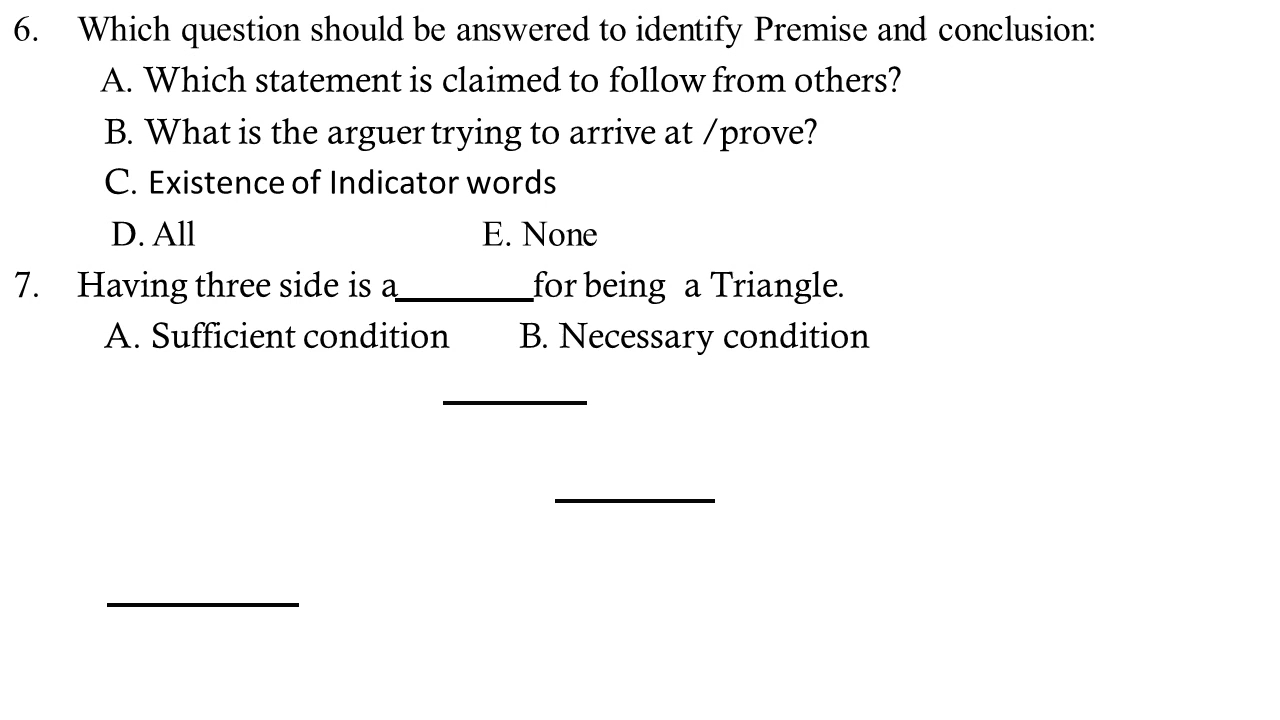 6. Which question should be answered to identify Premise and conclusion:
A. Which statement is claimed to follow from others?
B. What is the arguer trying to arrive at /prove?
C. Existence of Indicator words
D. All E. None
7. Having three side is a________for being a Triangle.
A. Sufficient condition B. Necessary condition